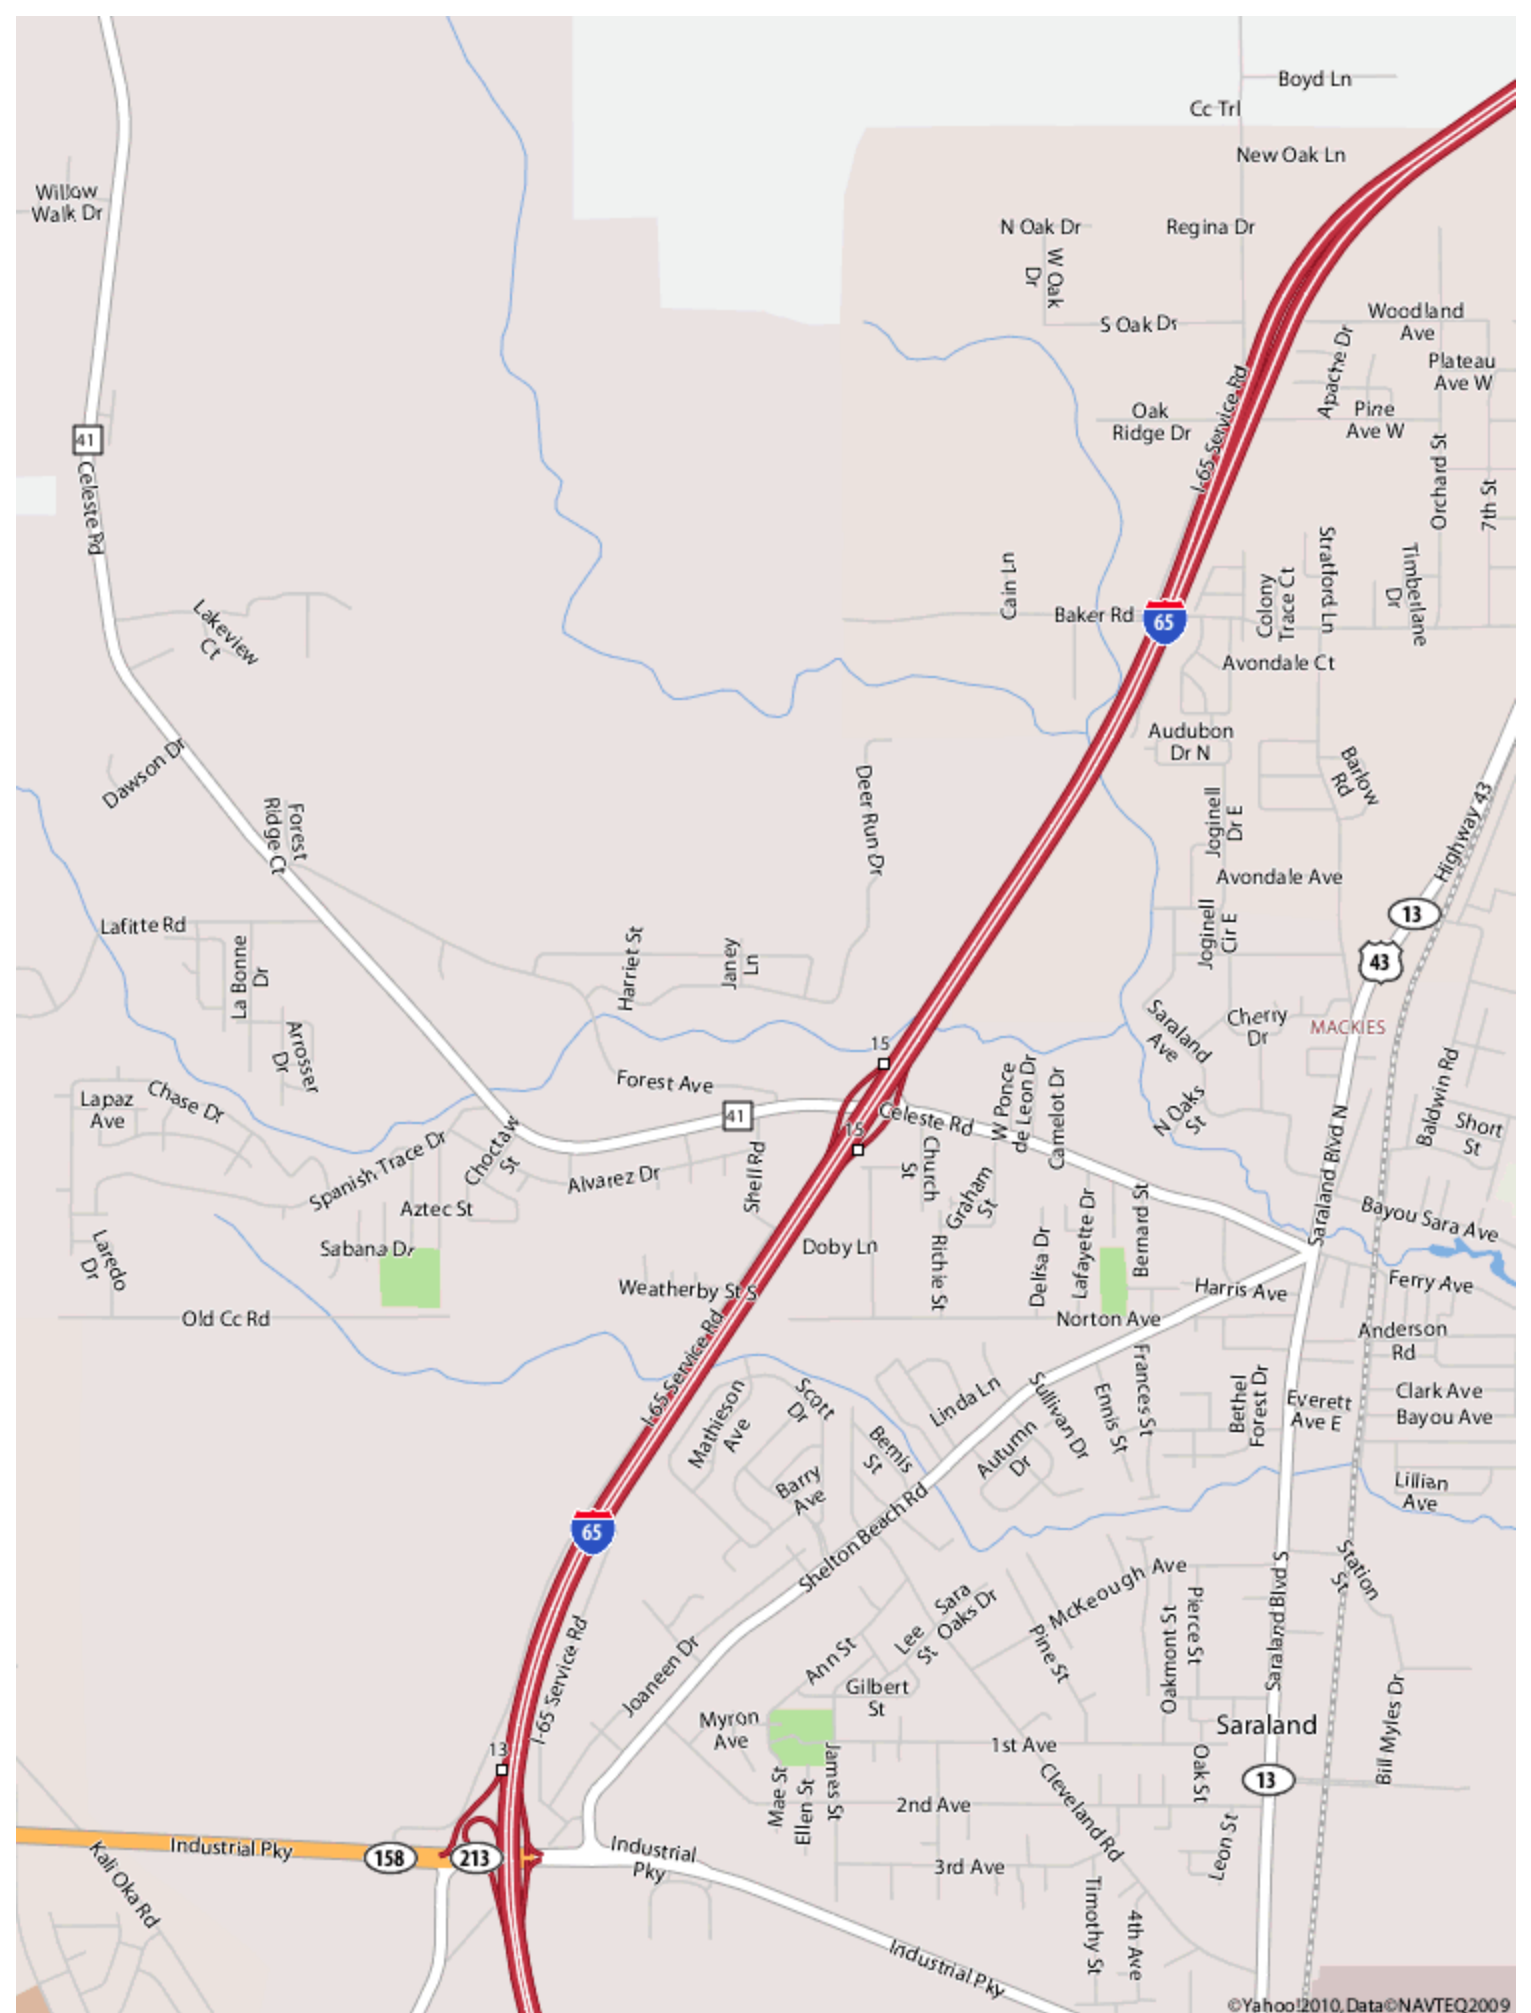 Boyd Ln
Cc Trl
New Oak Ln
Willow
Walk Dr
N Oak Dr
Regina Dr
W Oak
Dr
S Oak Dr
Woodland
Ave
Apache Dr
Plateau
Ave W
I-65 Service Rd
Oak
Ridge Dr
Pine
Ave W
41
Celeste Rd
Orchard St
7th St
Cain Ln
Baker Rd
65
Colony
Trace Ct
Stratford Ln
Timberlane
Dr
Lakeview
Ct
Avondale Ct
Audubon
Dr N
Dawson Dr
Barlow
Rd
Forest
Ridge Ct
Deer Run Dr
Joginell
Dr E
Highway 43
Avondale Ave
13
Lafitte Rd
La Bonne
Dr
Harriet St
Janey
Ln
Joginell
Cir E
43
Saraland
Ave
Cherry
Dr
MACKIES
Arrosser
Dr
15
Forest Ave
W Ponce
de Leon Dr
Camelot Dr
N Oaks
St
Baldwin Rd
Lapaz
Ave
Chase Dr
41
Celeste Rd
15
Short
St
Spanish Trace Dr
Choctaw
St
Alvarez Dr
Shell Rd
Church
St
Graham
St
Saraland Blvd N
Aztec St
Lafayette Dr
Bernard St
Bayou Sara Ave
Laredo
Dr
Sabana Dr
Doby Ln
Richie St
Delisa Dr
Weatherby St S
Harris Ave
Ferry Ave
Old Cc Rd
Norton Ave
Anderson
Rd
I-65 Service Rd
Mathieson
Ave
Scott
Dr
Linda Ln
Sullivan Dr
Ennis St
Frances St
Bethel
Forest Dr
Everett
Ave E
Clark Ave
Bayou Ave
Bemis
St
Autumn
Dr
Barry
Ave
Lillian
Ave
65
Shelton Beach Rd
Station
St
McKeough Ave
Sara
Oaks Dr
Lee
St
Pine St
Oakmont St
Pierce St
Saraland Blvd S
I-65 Service Rd
Joaneen Dr
Ann St
Gilbert
St
Bill Myles Dr
Myron
Ave
Saraland
13
1st Ave
Mae St
Ellen St
James St
Cleveland Rd
Oak St
13
2nd Ave
Industrial Pky
158
213
Industrial
Pky
3rd Ave
Leon St
Kali Oka Rd
Timothy St
4th Ave
Industrial Pky
©Yahoo!2010, Data©NAVTEQ2009